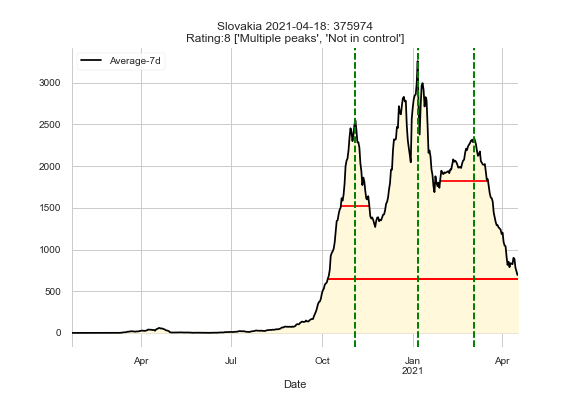 Slovakia 2021-04-18: 375974
Rating:8 ['Multiple peaks', 'Not in control']
Average-7d
3000
2500
2000
1500
1000
500
0
Apr
Jul
Oct
Jan
2021
Apr
Date